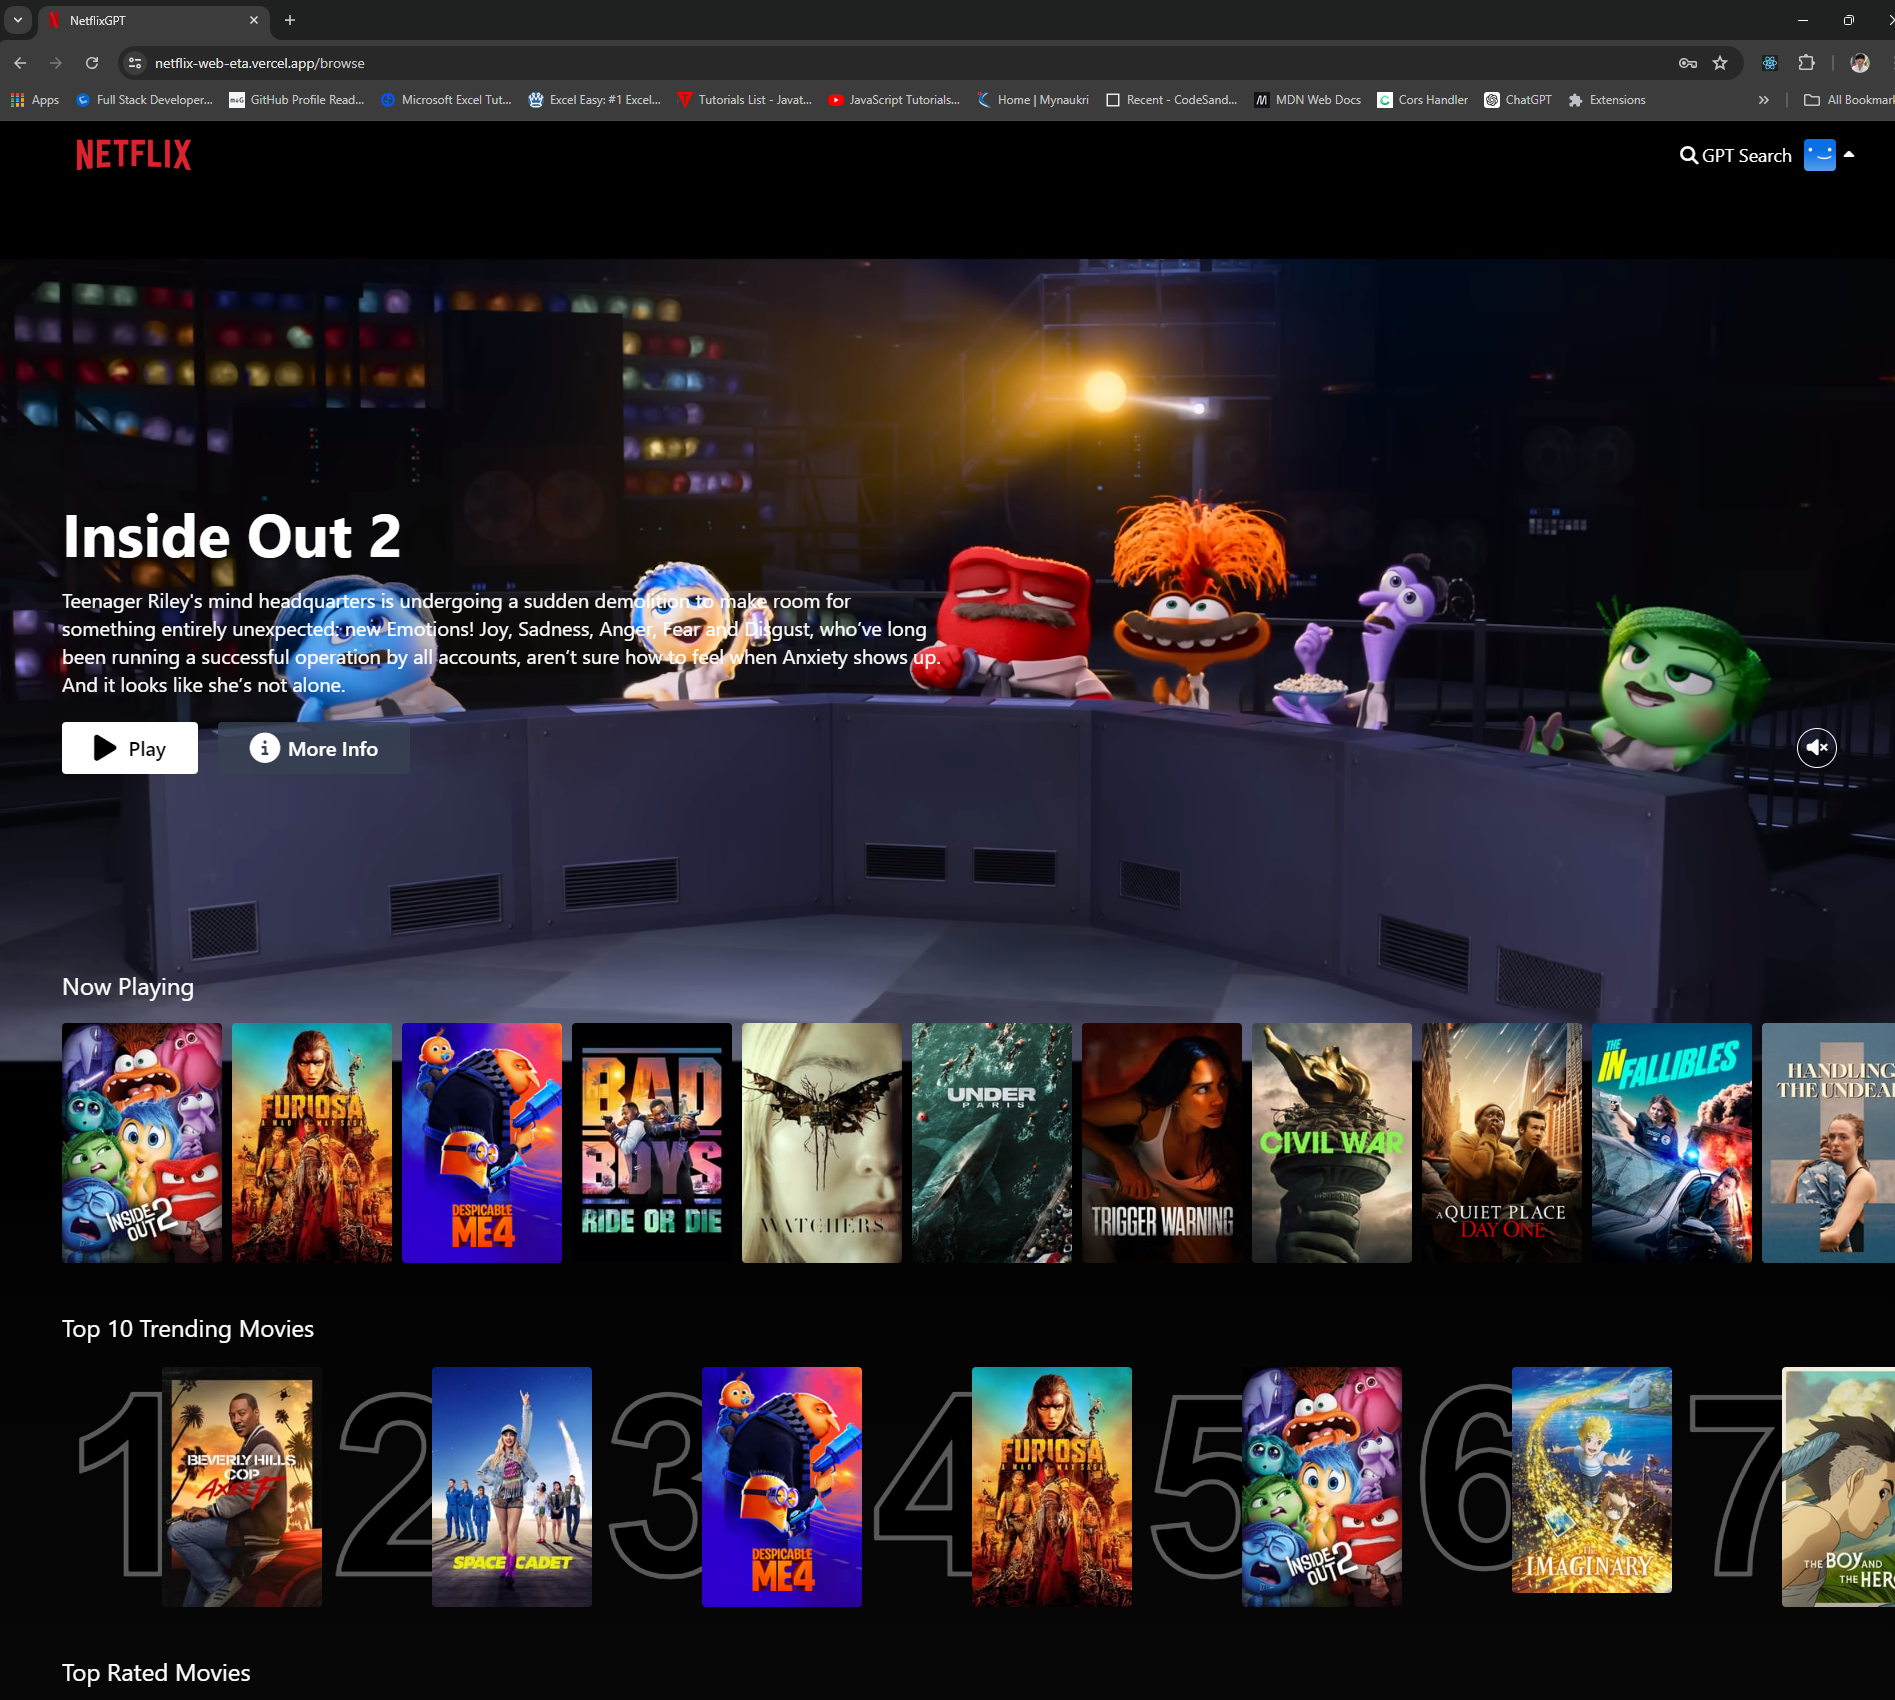 NetflixGPT
netflix-web-eta.vercel.app/browse
Apps
Full Stack Developer...
GitHub Profile Read...
Microsoft Excel Tut...
Excel Easy: #1 Excel...
Tutorials List - Javat...
JavaScript Tutorials...
Home | Mynaukri
Recent - CodeSand...
MDN Web Docs
Cors Handler
ChatGPT
Extensions
All Bookmar
NETFLIX
GPT Search
Inside Out 2
Teenager Riley's mind headquarters is undergoing a sudden demolition to make room for
something entirely unexpected: new Emotions! Joy, Sadness, Anger, Fear and Disgust, who’ve long
been running a successful operation by all accounts, aren’t sure how to feel when Anxiety shows up.
And it looks like she’s not alone.
Play
More Info
Now Playing
INSIDE OUT 2
FURIOSA
A MAD MAX SAGA
DESPICABLE
ME4
BAD
BOYS
RIDE OR DIE
WATCHERS
UNDER
PARIS
TRIGGER WARNING
CIVIL WAR
A QUIET PLACE
DAY ONE
THE
INFALLIBLES
HANDLING
THE UNDEA
Top 10 Trending Movies
1
BEVERLY HILLS
COP
AXEL F
2
SPACE CADET
3
DESPICABLE
ME4
4
FURIOSA
A MAD MAX SAGA
5
INSIDE OUT 2
6
THE
IMAGINARY
7
THE BOY AND
THE HER
Top Rated Movies